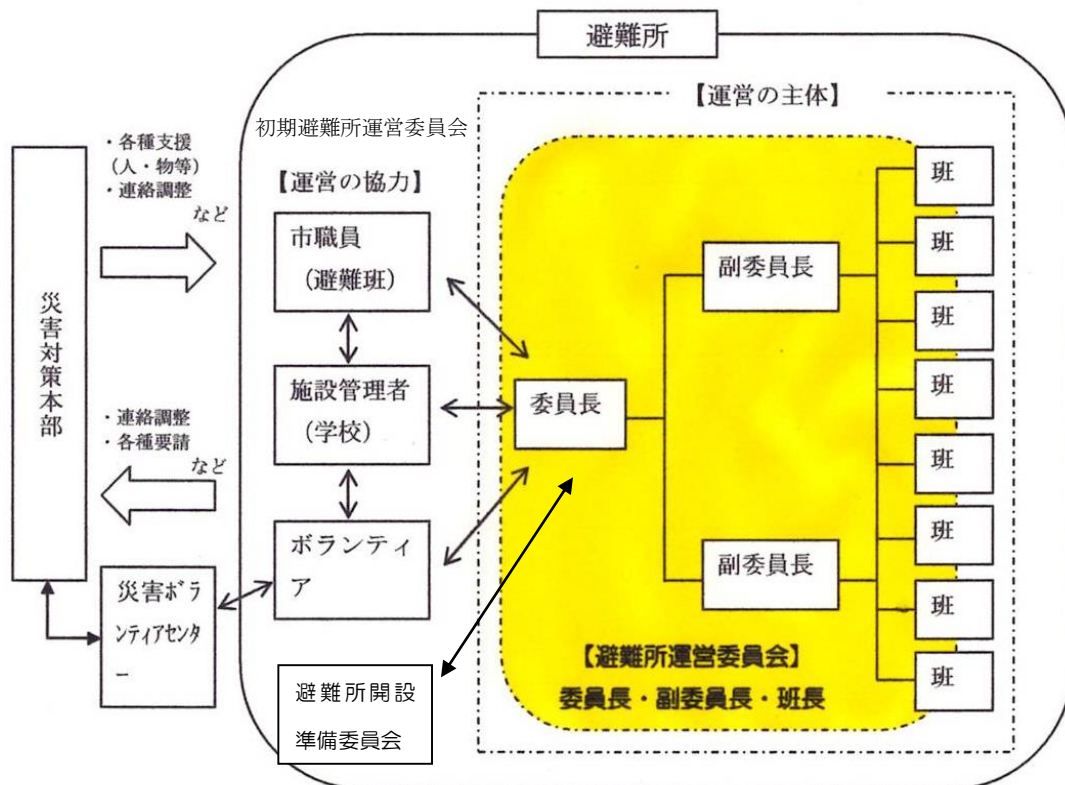 避難所
【運営の主体】
初期避難所運営委員会
・各種支援
（人・物等）
・連絡調整
など
【運営の協力】
市職員
（避難班）
施設管理者
（学校）
ボランティ
ア
避難所開設
準備委員会
災害対策本部
・連絡調整
・各種要請
など
災害ボラ
ンティアセンタ
ー
委員長
副委員長
副委員長
班
班
班
班
班
班
班
班
【避難所運営委員会】
委員長・副委員長・班長